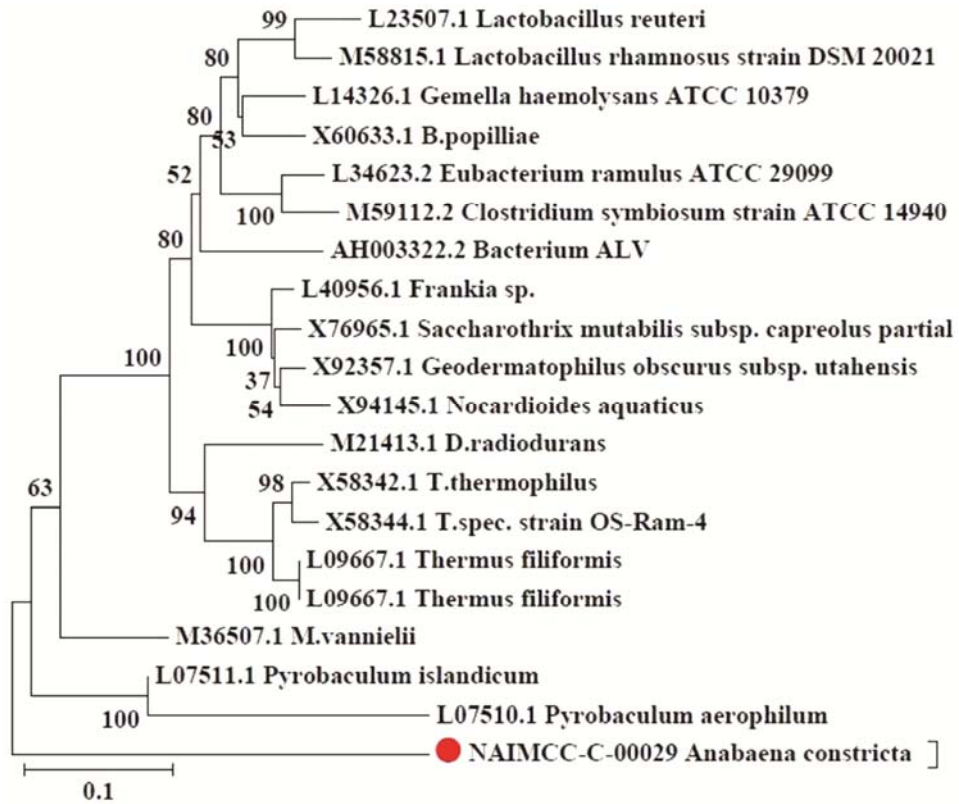 99
L23507.1 Lactobacillus reuteri
80
M58815.1 Lactobacillus rhamnosus strain DSM 20021
L14326.1 Gemella haemolysans ATCC 10379
80
53
X60633.1 B.popilliae
52
L34623.2 Eubacterium ramulus ATCC 29099
100
M59112.2 Clostridium symbiosum strain ATCC 14940
80
AH003322.2 Bacterium ALV
L40956.1 Frankia sp.
X76965.1 Saccharothrix mutabilis subsp. capreolus partial
100
100
X92357.1 Geodermatophilus obscurus subsp. utahensis
37
54
X94145.1 Nocardioides aquaticus
M21413.1 D.radiodurans
63
98
X58342.1 T.thermophilus
94
X58344.1 T.spec. strain OS-Ram-4
100
L09667.1 Thermus filiformis
100
L09667.1 Thermus filiformis
M36507.1 M.vannielii
L07511.1 Pyrobaculum islandicum
100
L07510.1 Pyrobaculum aerophilum
NAIMCC-C-00029 Anabaena constricta
0.1